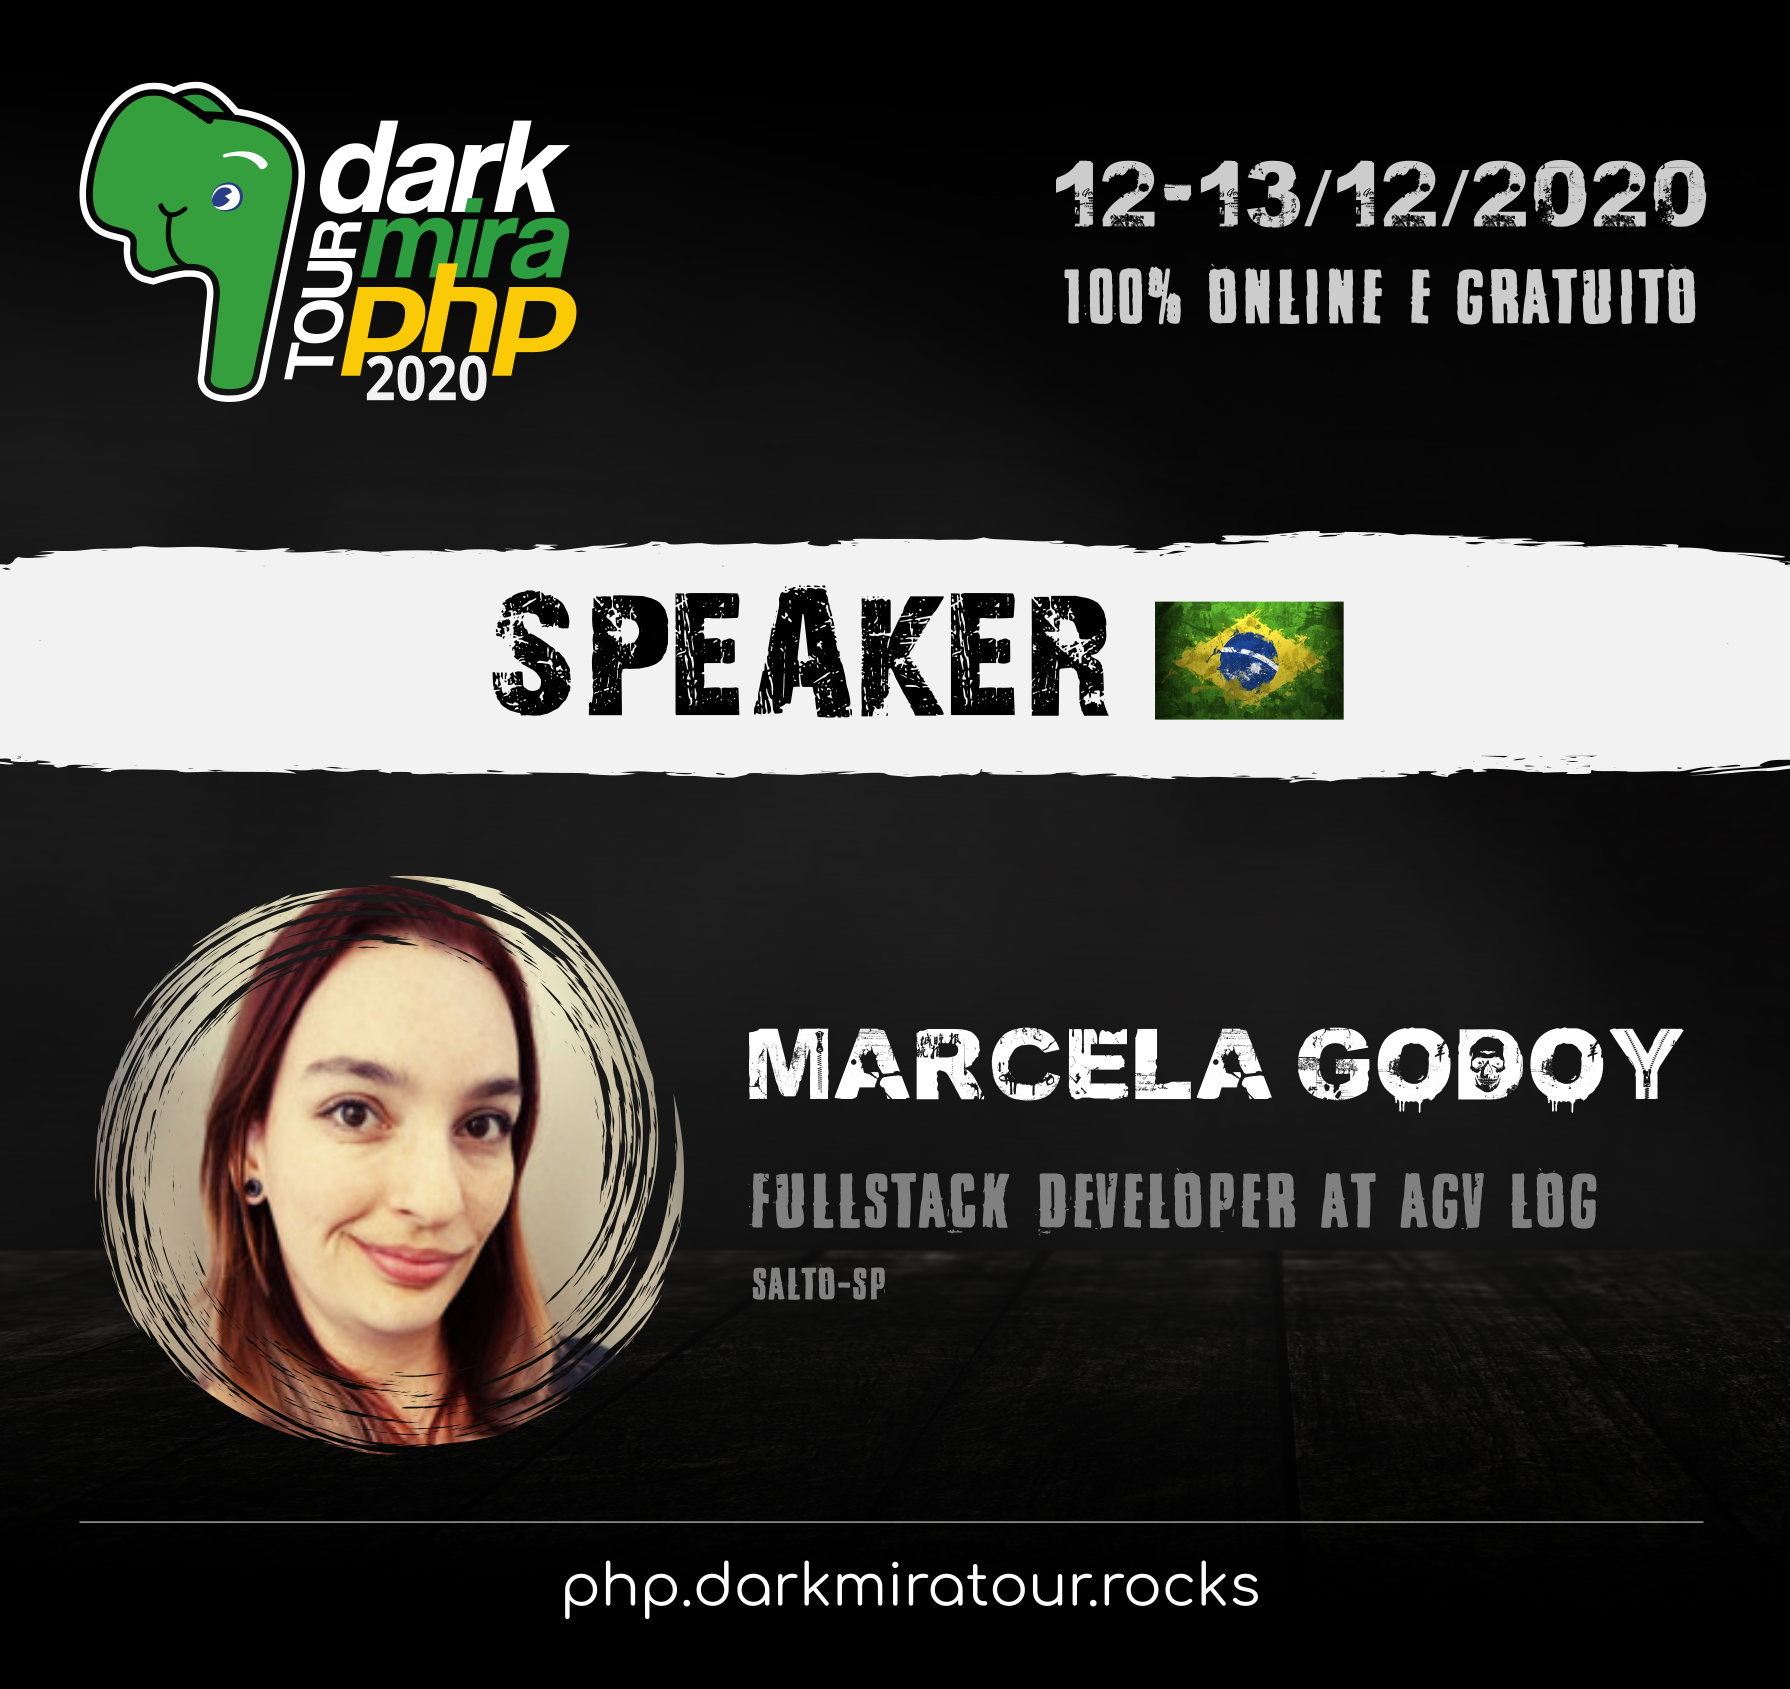 dark
mira
php
TOUR
2020
12-13/12/2020
100% ONLINE E GRATUITO
SPEAKER
MARCELA GODOY
FULLSTACK DEVELOPER AT AGV LOG
SALTO-SP
php.darkmiratour.rocks